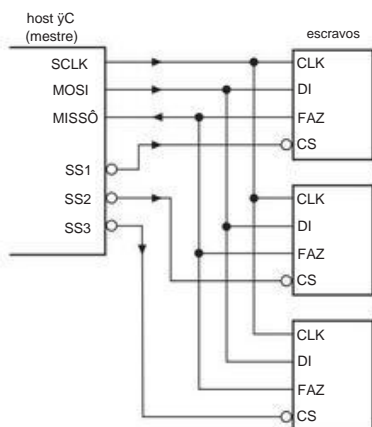 host ÿC
(mestre)
SCLK
MOSI
MISSÔ
SS1
SS2
SS3
escravos
CLK
DI
FAZ
CS
CLK
DI
FAZ
CS
CLK
DI
FAZ
CS